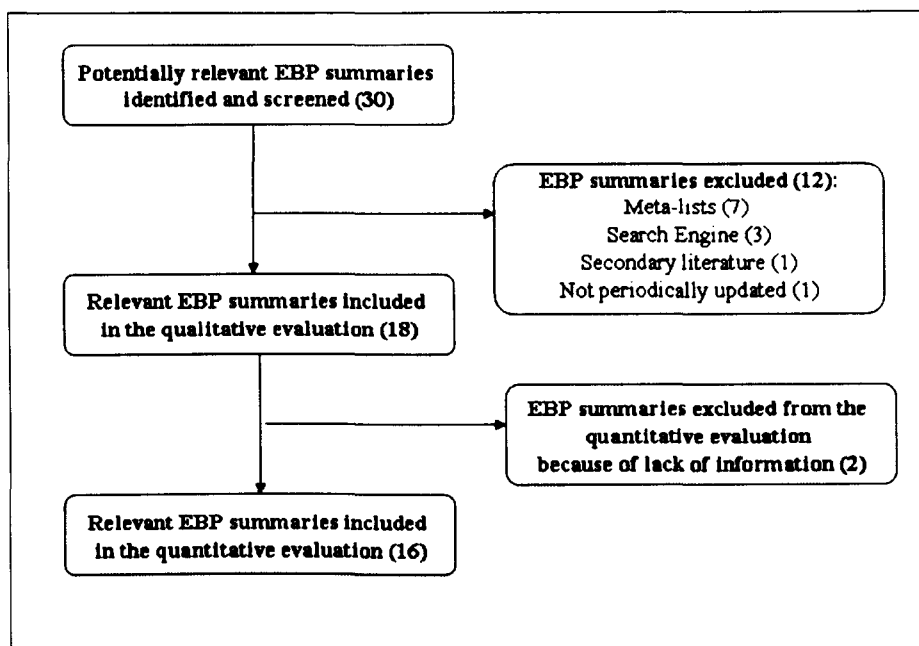 Potentially relevant EBP summaries
identified and screened (30)
EBP summaries excluded (12):
Meta-lists (7)
Search Engine (3)
Secondary literature (1)
Not periodically updated (1)
Relevant EBP summaries included
in the qualitative evaluation (18)
EBP summaries excluded from the
quantitative evaluation
because of lack of information (2)
Relevant EBP summaries included
in the quantitative evaluation (16)